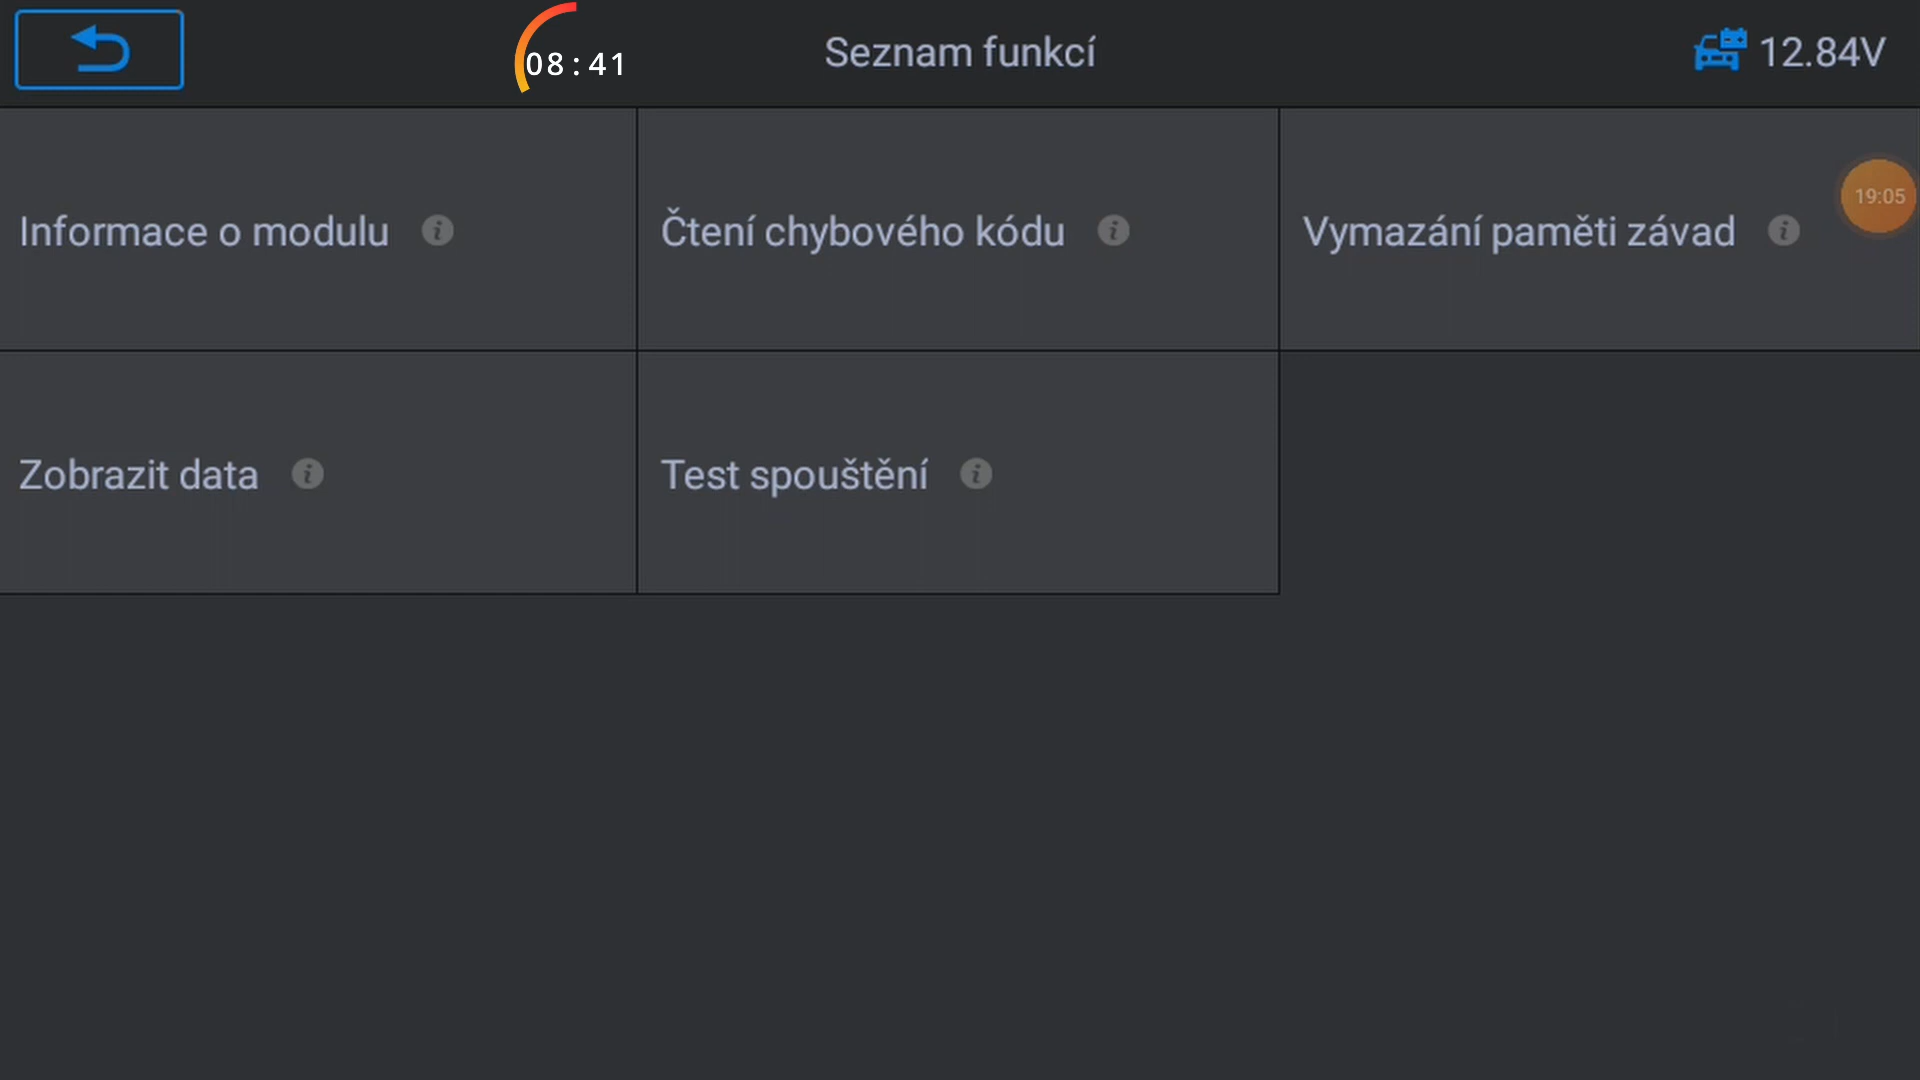 08:41
Seznam funkcí
12.84V
19:05
Informace o modulu
Čtení chybového kódu
Vymazání paměti závad
Zobrazit data
Test spouštění